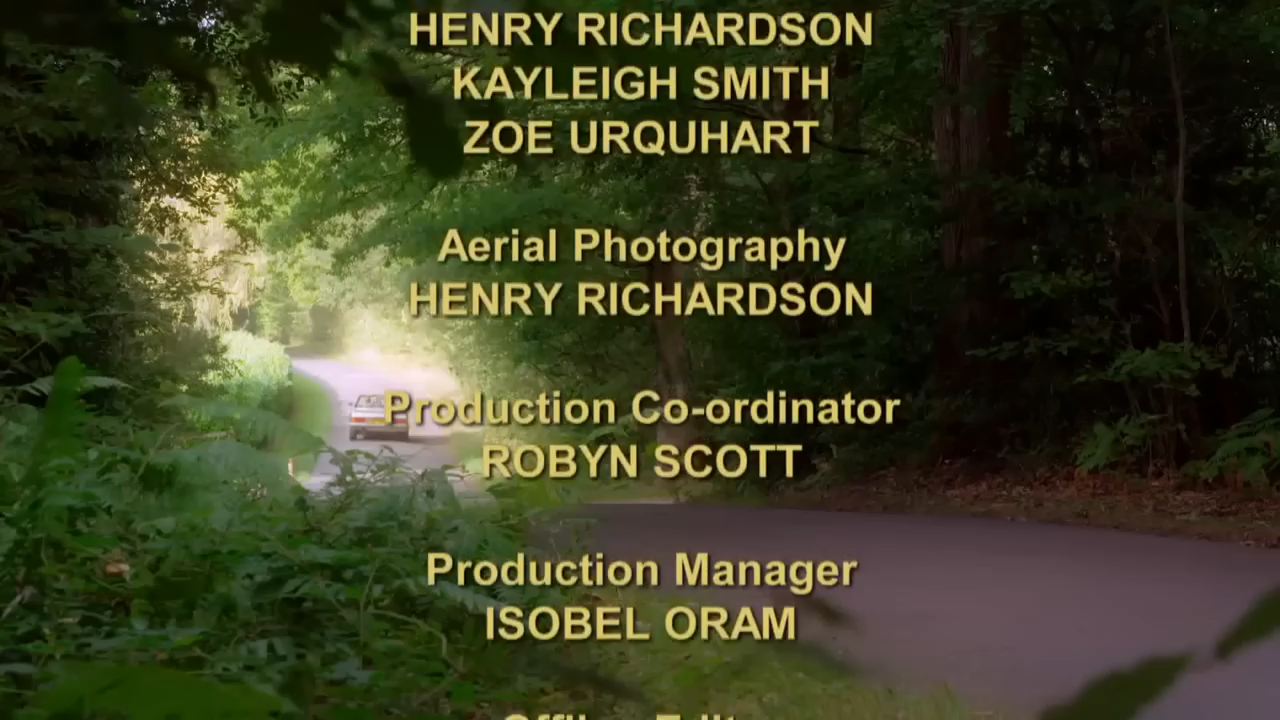 HENRY RICHARDSON
KAYLEIGH SMITH
ZOE URQUHART
Aerial Photography
HENRY RICHARDSON
Production Co-ordinator
ROBYN SCOTT
Production Manager
ISOBEL ORAM